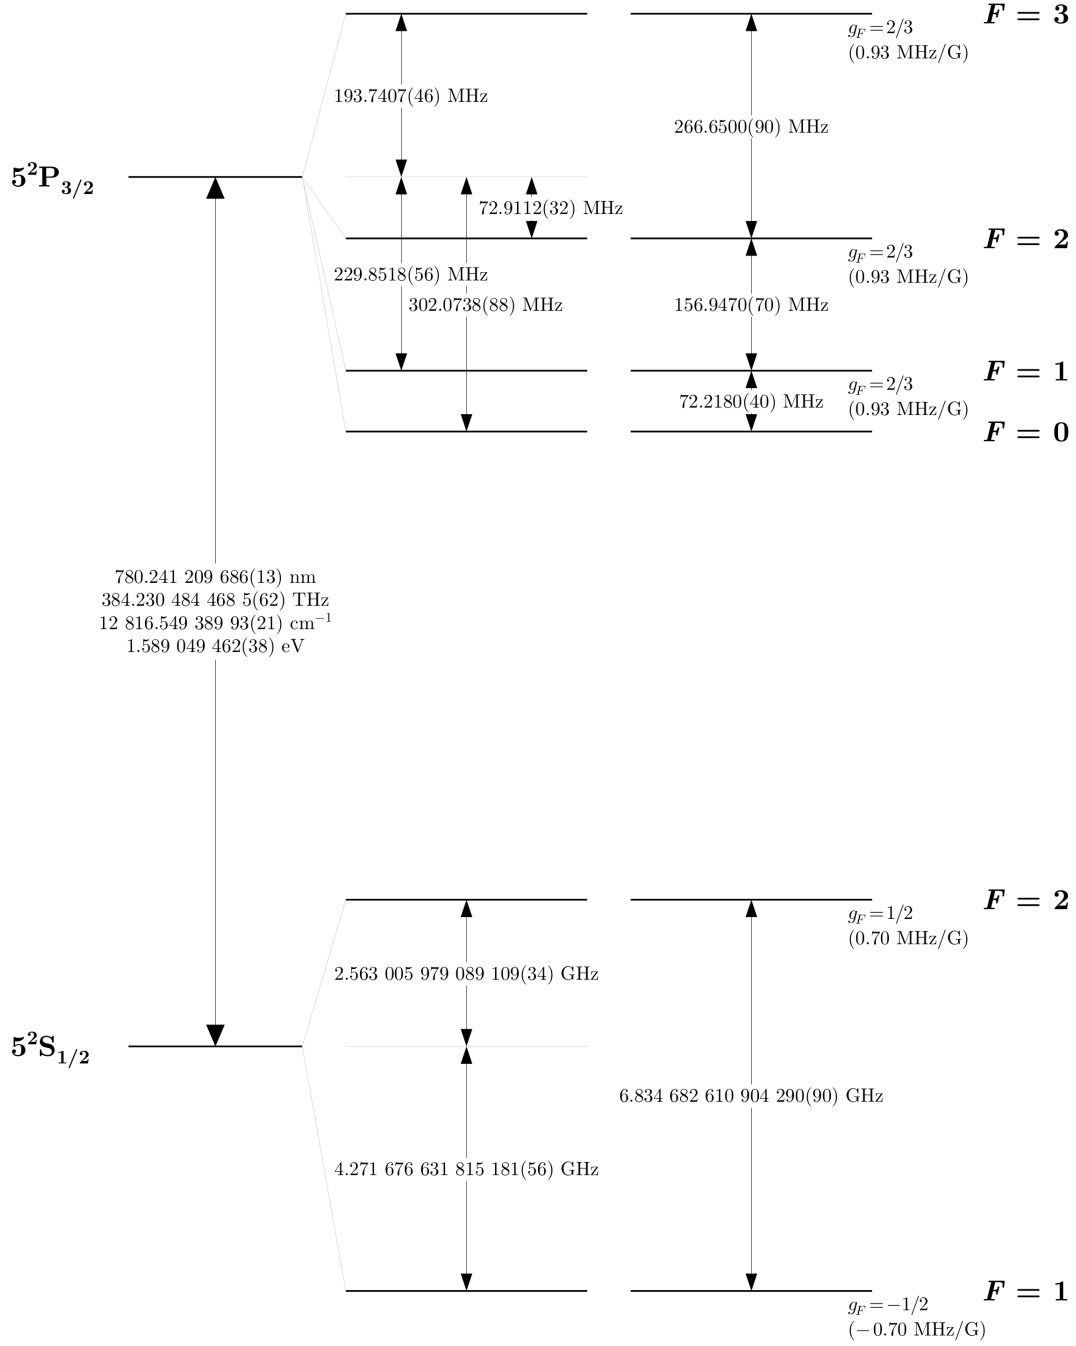 F = 3
g_F = 2/3
(0.93 MHz/G)
193.7407(46) MHz
266.6500(90) MHz
5²P₃/₂
72.9112(32) MHz
F = 2
g_F = 2/3
(0.93 MHz/G)
229.8518(56) MHz
302.0738(88) MHz
156.9470(70) MHz
F = 1
g_F = 2/3
(0.93 MHz/G)
72.2180(40) MHz
F = 0
780.241 209 686(13) nm
384.230 484 468 5(62) THz
12 816.549 389 93(21) cm⁻¹
1.589 049 462(38) eV
F = 2
g_F = 1/2
(0.70 MHz/G)
2.563 005 979 089 109(34) GHz
5²S₁/₂
6.834 682 610 904 290(90) GHz
4.271 676 631 815 181(56) GHz
F = 1
g_F = −1/2
(−0.70 MHz/G)